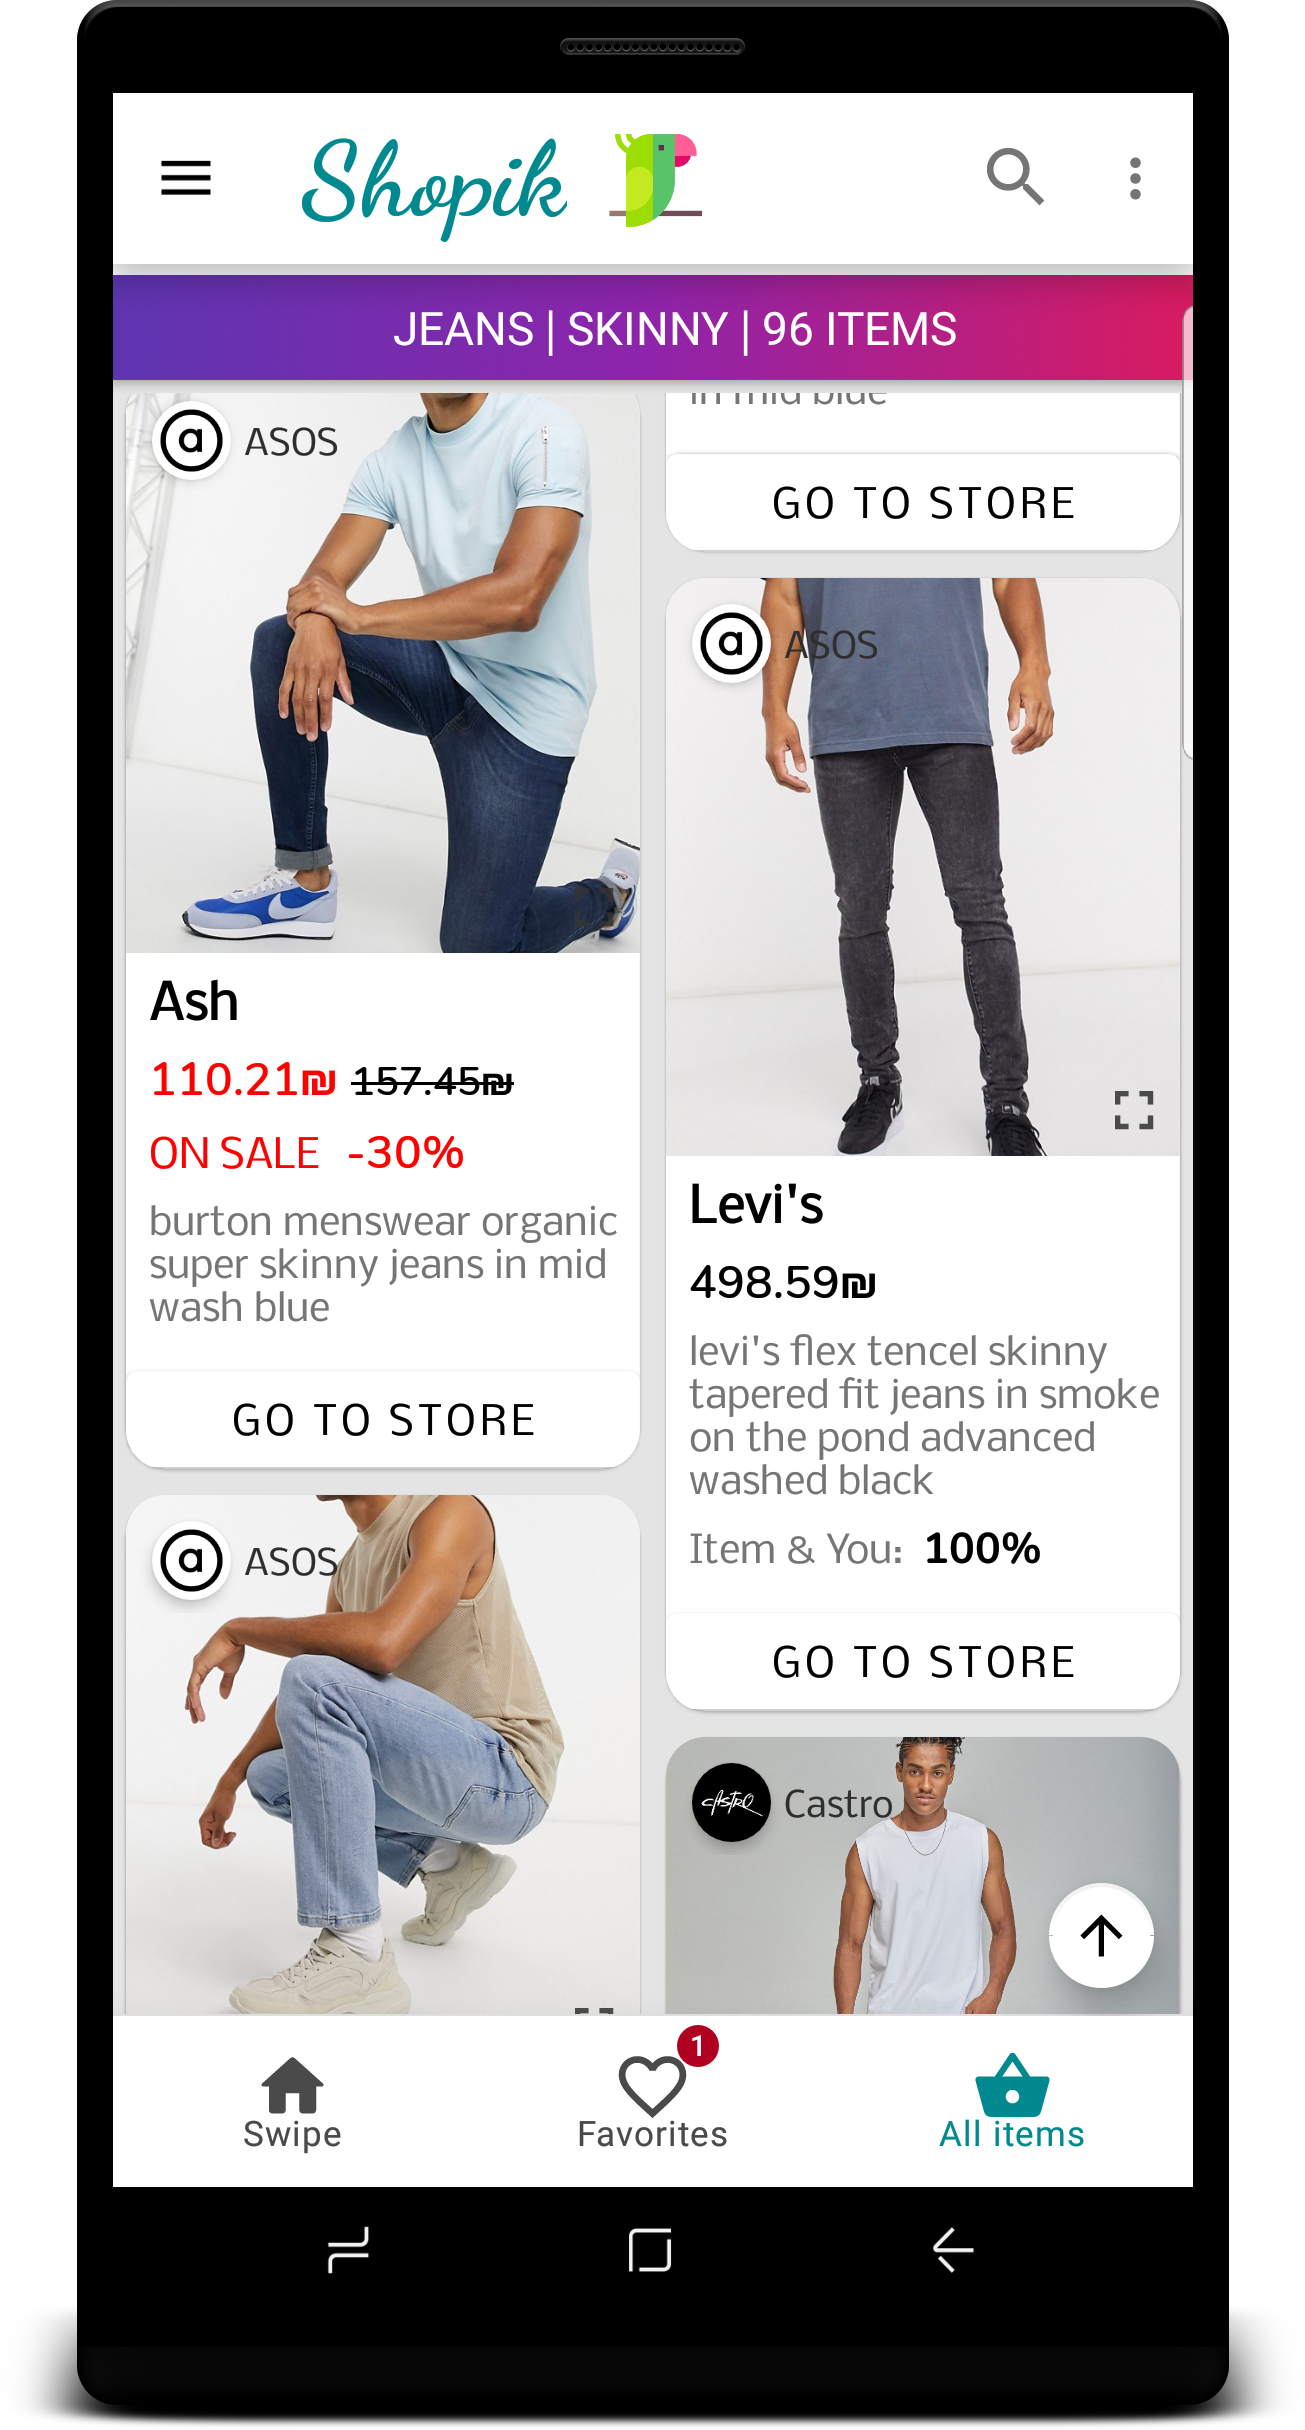 Shopik
JEANS | SKINNY | 96 ITEMS
a ASOS
Ash
110.21₪ 157.45₪
ON SALE -30%
burton menswear organic
super skinny jeans in mid
wash blue
GO TO STORE
a ASOS
in mid blue
GO TO STORE
a ASOS
Levi's
498.59₪
levi's flex tencel skinny
tapered fit jeans in smoke
on the pond advanced
washed black
Item & You: 100%
GO TO STORE
CASTRO Castro
Swipe
1
Favorites
All items